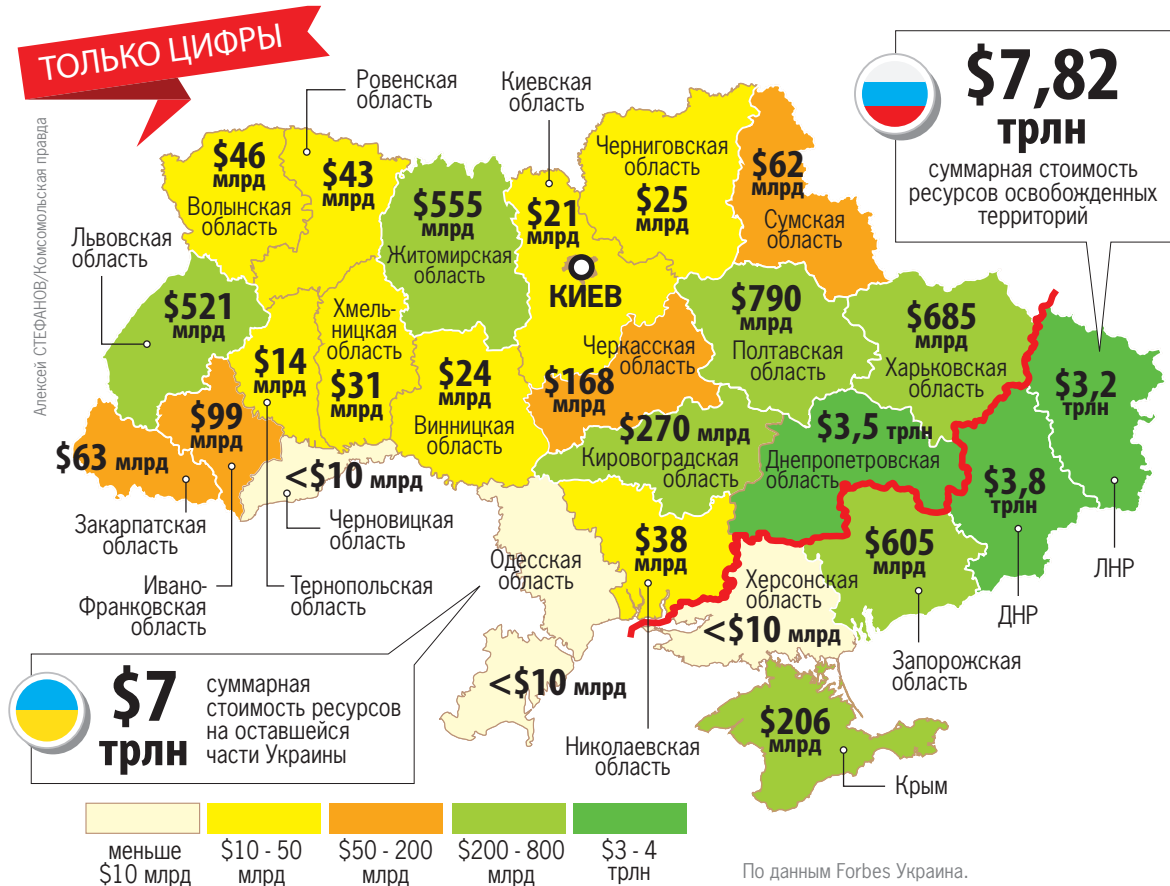 ТОЛЬКО ЦИФРЫ
Алексей СТЕФАНОВ/Комсомольская правда
$7,82
трлн
суммарная стоимость
ресурсов освобожденных
территорий
Ровенская
область
Киевская
область
$46
млрд
Волынская
область
$43
млрд
$555
млрд
Житомирская
область
$21
млрд
КИЕВ
Черниговская
область
$25
млрд
$62
млрд
Сумская
область
Львовская
область
$521
млрд
$14
млрд
Хмель-
ницкая
область
$31
млрд
$24
млрд
Винницкая
область
Черкасская
область
$168
млрд
$790
млрд
Полтавская
область
$685
млрд
Харьковская
область
$3,2
трлн
$63 млрд
$99
млрд
<$10 млрд
$270 млрд
Кировоградская
область
$3,5 трлн
Днепропетровская
область
$3,8
трлн
Закарпатская
область
Ивано-
Франковская
область
Тернопольская
область
Черновицкая
область
Одесская
область
$38
млрд
Херсонская
область
<$10 млрд
$605
млрд
ЛНР
ДНР
Запорожская
область
$7
трлн
суммарная
стоимость ресурсов
на оставшейся
части Украины
<$10 млрд
Николаевская
область
$206
млрд
Крым
меньше
$10 млрд
$10 - 50
млрд
$50 - 200
млрд
$200 - 800
млрд
$3 - 4
трлн
По данным Forbes Украина.